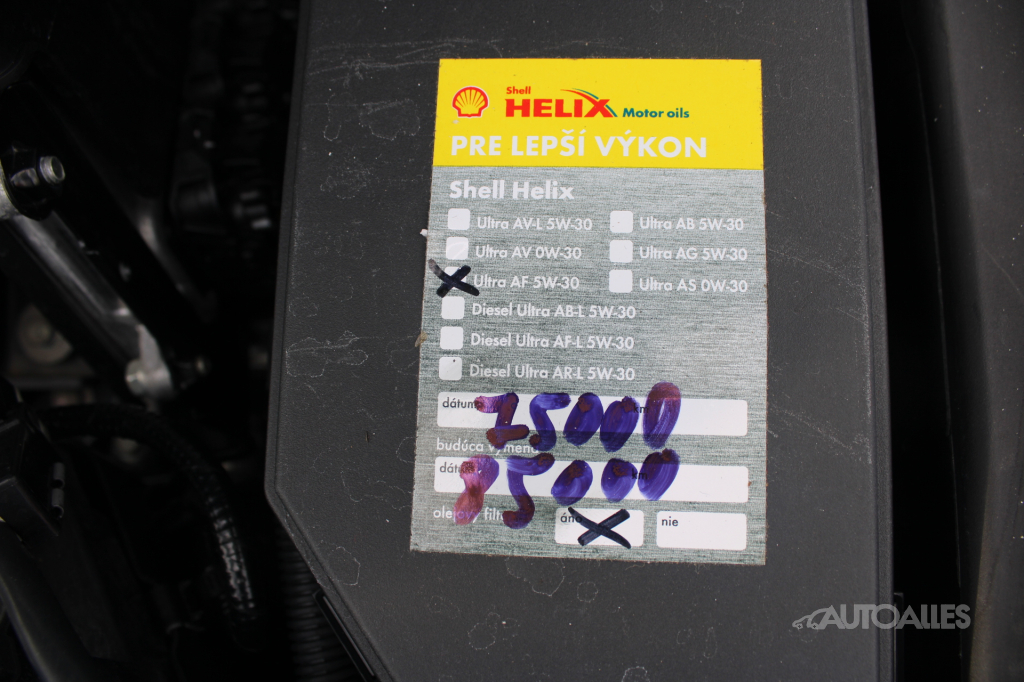 Shell
HELIX Motor oils
PRE LEPŠÍ VÝKON
Shell Helix
Ultra AV-L 5W-30 Ultra AB 5W-30
Ultra AV 0W-30 Ultra AG 5W-30
Ultra AF 5W-30 Ultra AS 0W-30
Diesel Ultra AB-L 5W-30
Diesel Ultra AF-L 5W-30
Diesel Ultra AR-L 5W-30
dátum
budúca výmena
dátum km
olejový filter áno nie
AUTOALLES